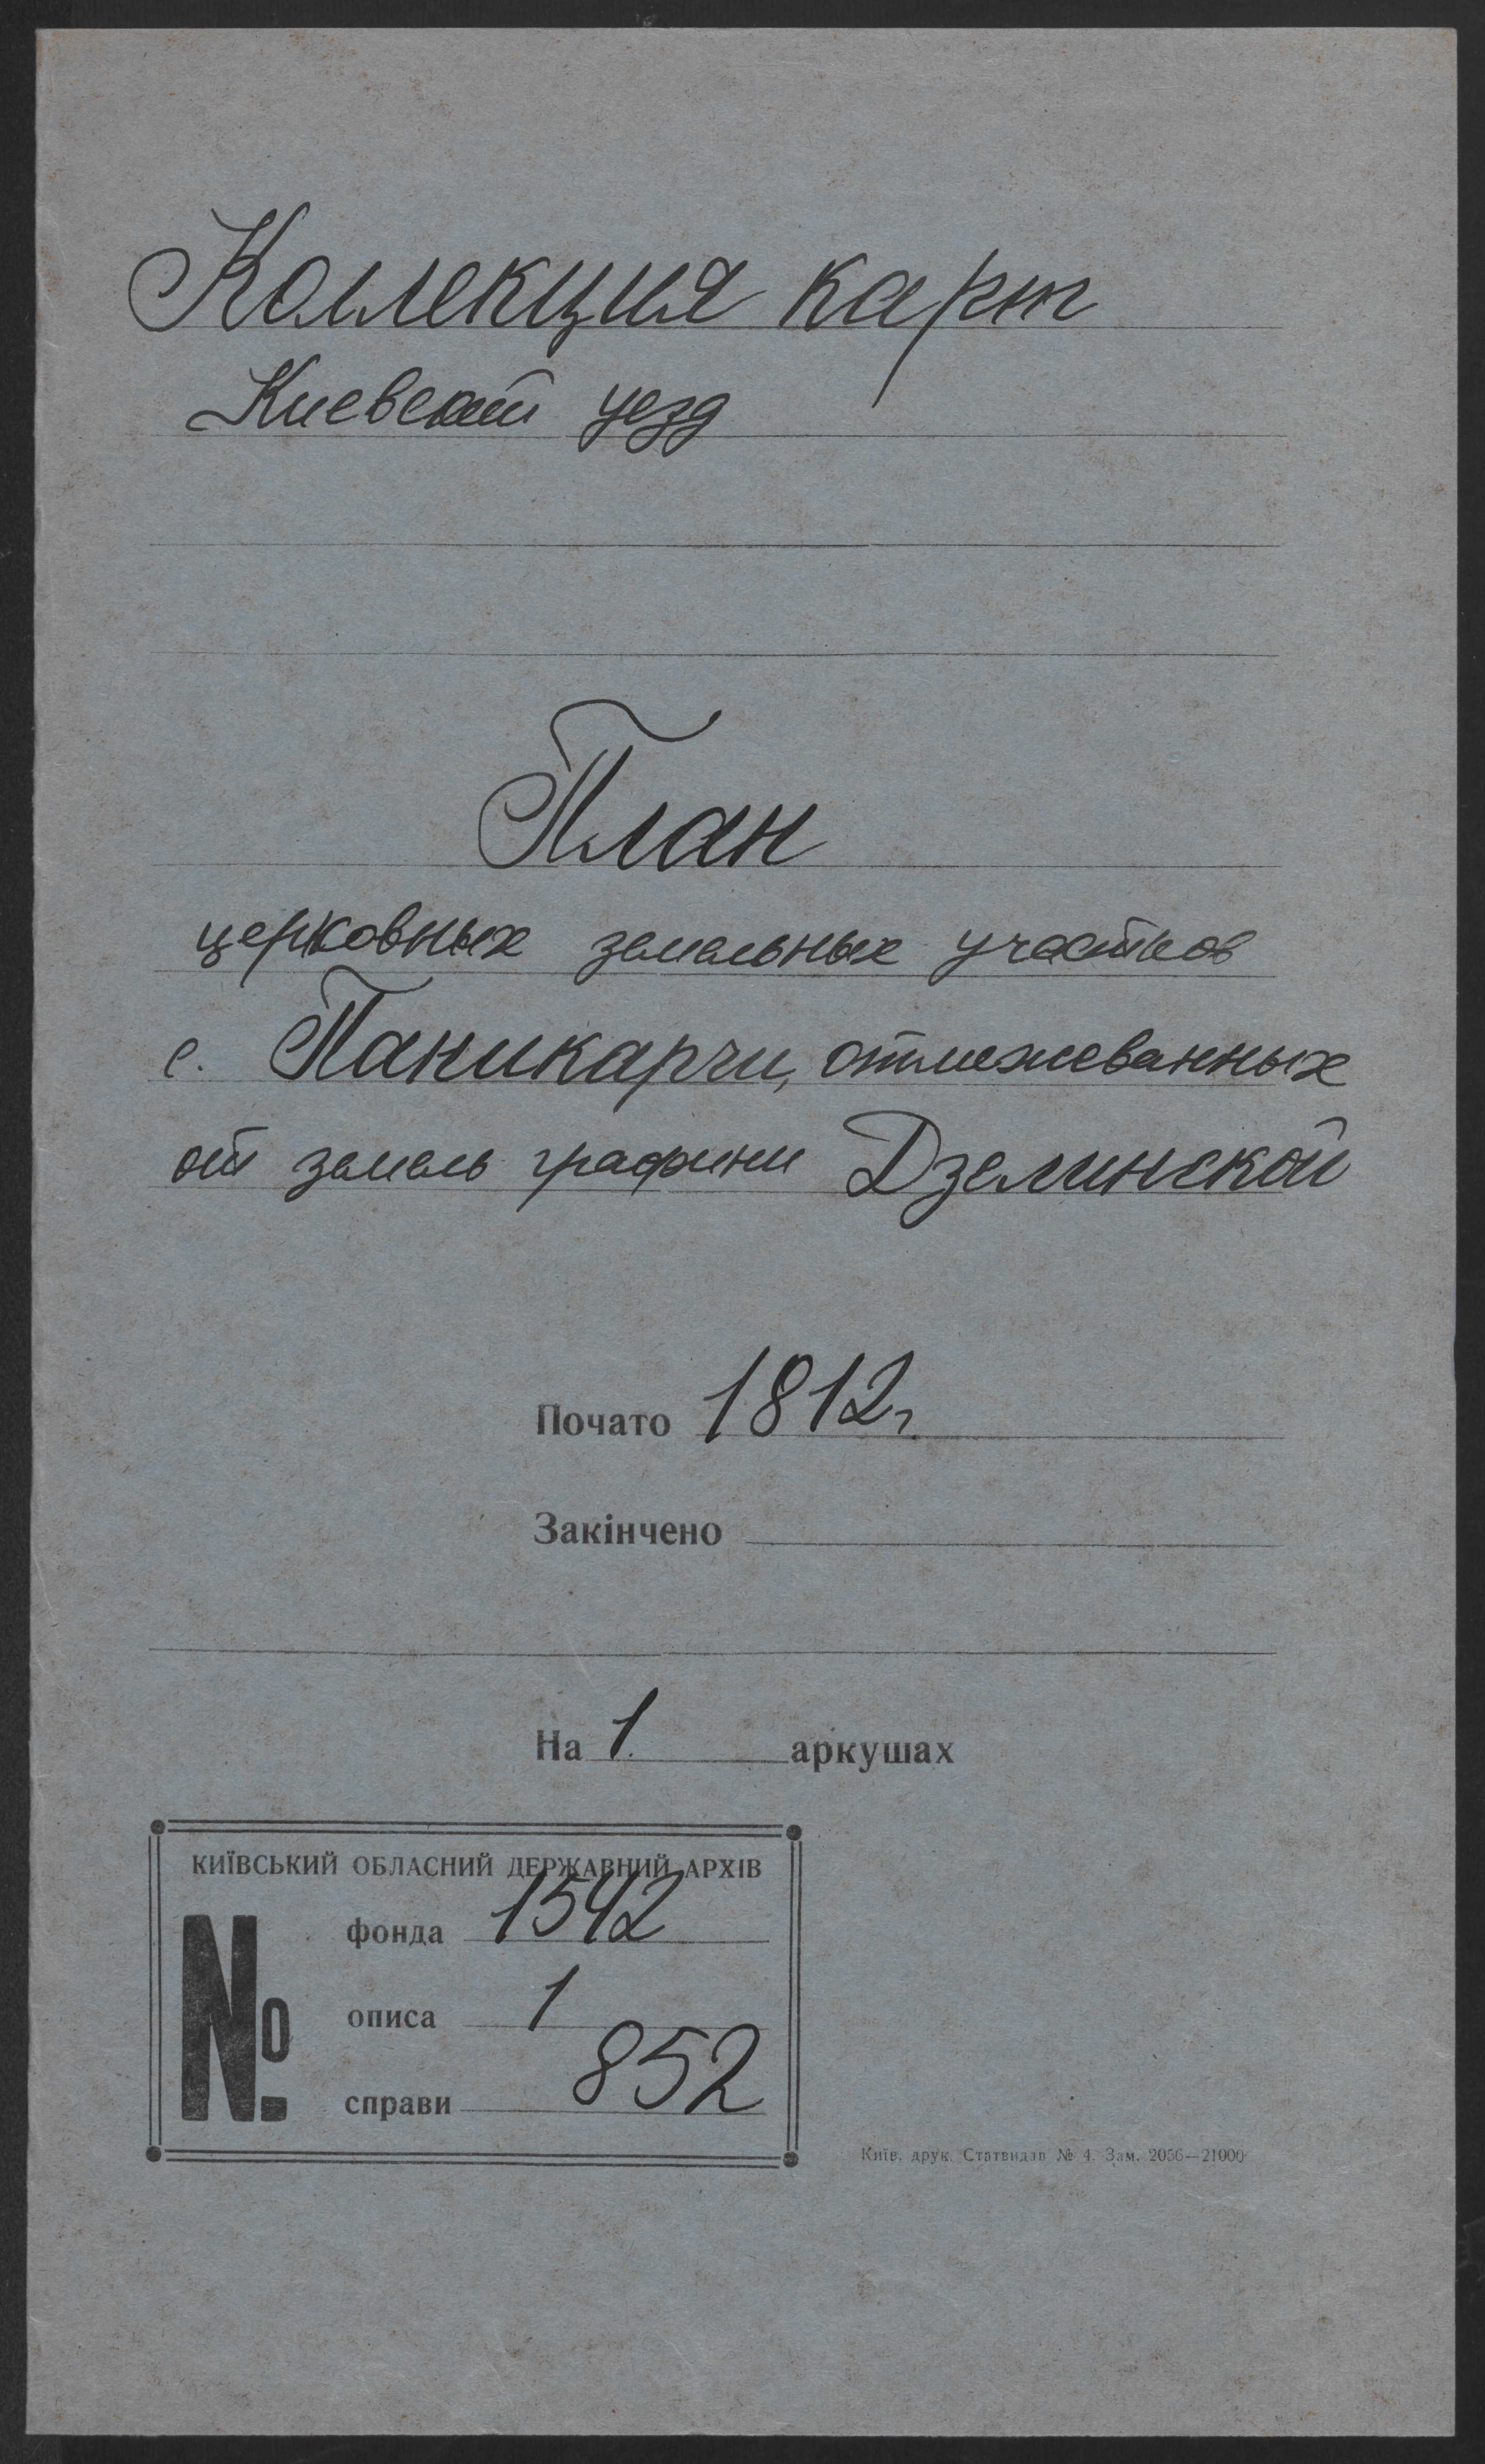 Коллекция карт
Киевский уезд
План
церковных земельных участков
с. Паникарчи, отмежеванных
от земель графини Дзелинской
Почато 1812 г.
Закінчено
На 1. аркушах
КИЇВСЬКИЙ ОБЛАСНИЙ ДЕРЖАВНИЙ АРХІВ
№
фонда 1542
описа 1
справи 852
Київ, друк. Статвидав № 4. Зам. 2056—21000